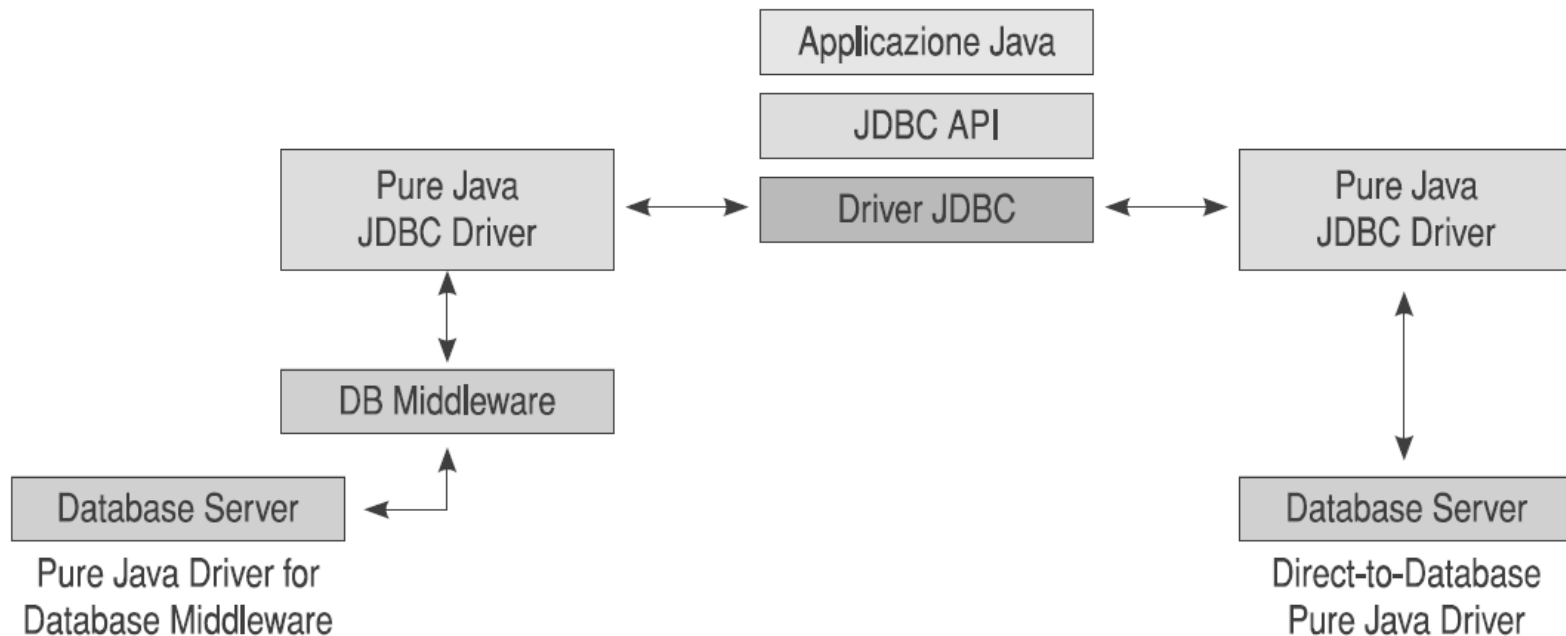 Applicazione Java
JDBC API
Driver JDBC
Pure Java
JDBC Driver
DB Middleware
Database Server
Pure Java Driver for
Database Middleware
Pure Java
JDBC Driver
Database Server
Direct-to-Database
Pure Java Driver